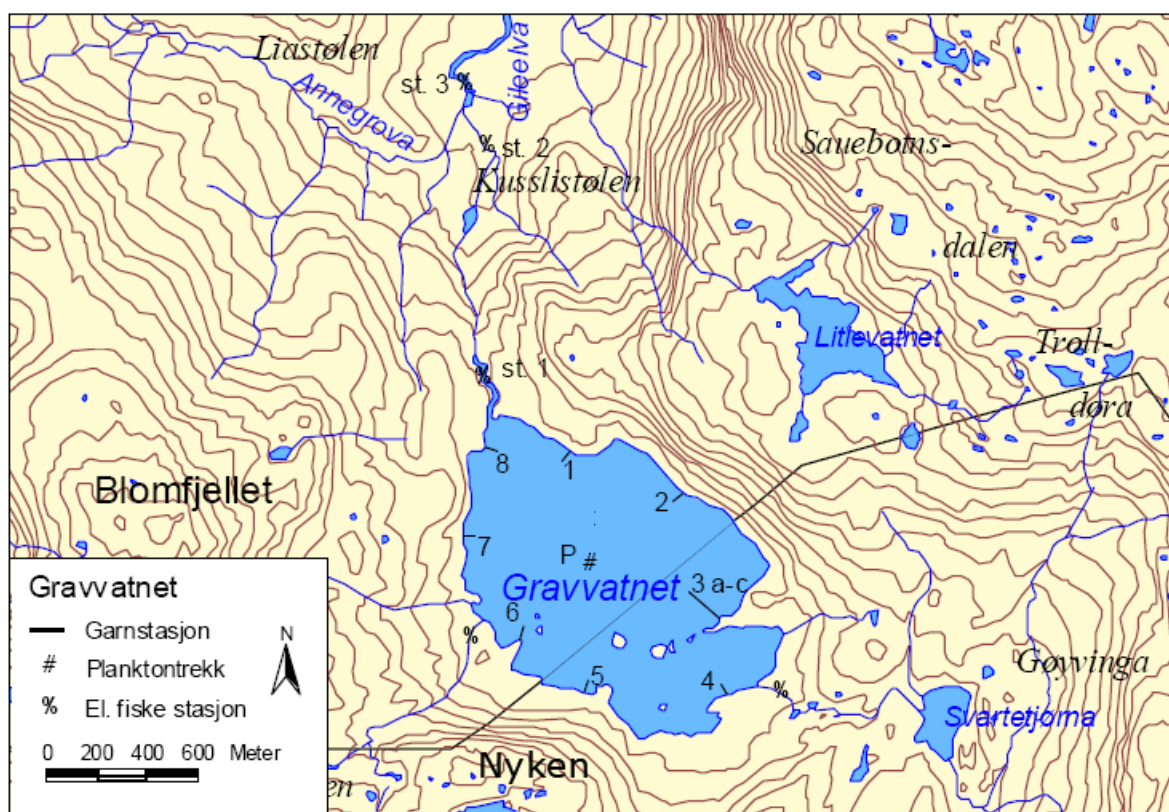 Liastølen
Annegrova
st. 3 %
Gileelva
% st. 2
Kusslistølen
Sauebotns-
dalen
Litlevatnet
Troll-
døra
% st. 1
8
1
2
Blomfjellet
7
P #
Gravvatnet
3 a-c
6
%
5
4
%
Gøyvinga
Svartetjørna
Nyken
en
Gravvatnet
Garnstasjon
N
# Planktontrekk
% El. fiske stasjon
0 200 400 600 Meter